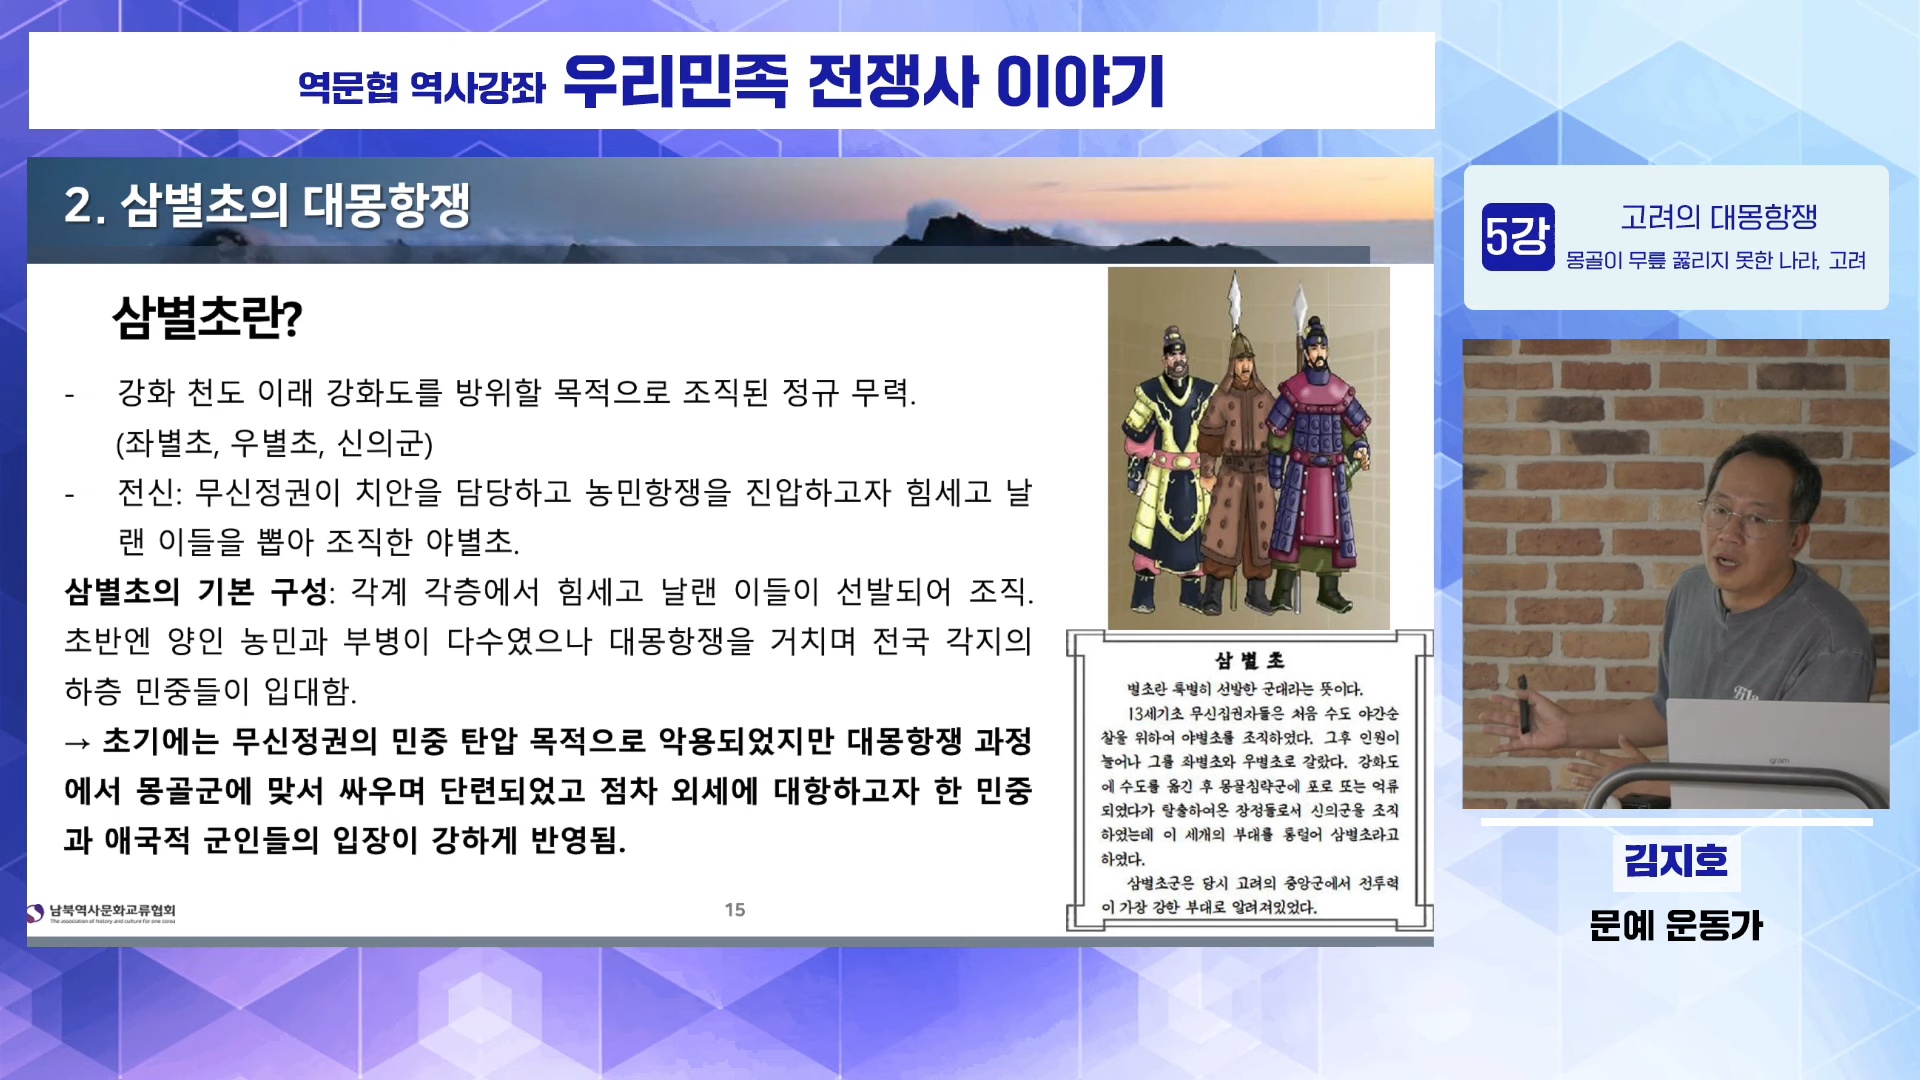 역문협 역사강좌 우리민족 전쟁사 이야기
2. 삼별초의 대몽항쟁
삼별초란?
- 강화 천도 이래 강화도를 방위할 목적으로 조직된 정규 무력.
(좌별초, 우별초, 신의군)
- 전신: 무신정권이 치안을 담당하고 농민항쟁을 진압하고자 힘세고 날
랜 이들을 뽑아 조직한 야별초.
삼별초의 기본 구성: 각계 각층에서 힘세고 날랜 이들이 선발되어 조직.
초반엔 양인 농민과 부병이 다수였으나 대몽항쟁을 거치며 전국 각지의
하층 민중들이 입대함.
→ 초기에는 무신정권의 민중 탄압 목적으로 악용되었지만 대몽항쟁 과정
에서 몽골군에 맞서 싸우며 단련되었고 점차 외세에 대항하고자 한 민중
과 애국적 군인들의 입장이 강하게 반영됨.
삼 별 초
별초란 특별히 선발한 군대라는 뜻이다.
13세기초 무신집권자들은 처음 수도 야간순
찰을 위하여 야별초를 조직하였다. 그후 인원이
늘어나 그를 좌별초와 우별초로 갈랐다. 강화도
에 수도를 옮긴 후 몽골침략군에 포로 또는 억류
되였다가 탈출하여온 장정들로서 신의군을 조직
하였는데 이 세개의 부대를 통털어 삼별초라고
하였다.
삼별초군은 당시 고려의 중앙군에서 전투력
이 가장 강한 부대로 알려져있었다.
남북역사문화교류협회
The association of history and culture for one corea
15
5강
고려의 대몽항쟁
몽골이 무릎 꿇리지 못한 나라, 고려
Fila
gram
김지호
문예 운동가